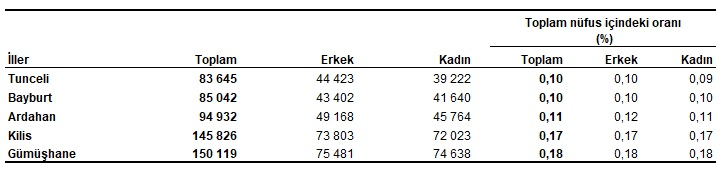 Toplam nüfus içindeki oranı
(%)
İller Toplam Erkek Kadın Toplam Erkek Kadın
Tunceli 83 645 44 423 39 222 0,10 0,10 0,09
Bayburt 85 042 43 402 41 640 0,10 0,10 0,10
Ardahan 94 932 49 168 45 764 0,11 0,12 0,11
Kilis 145 826 73 803 72 023 0,17 0,17 0,17
Gümüşhane 150 119 75 481 74 638 0,18 0,18 0,18